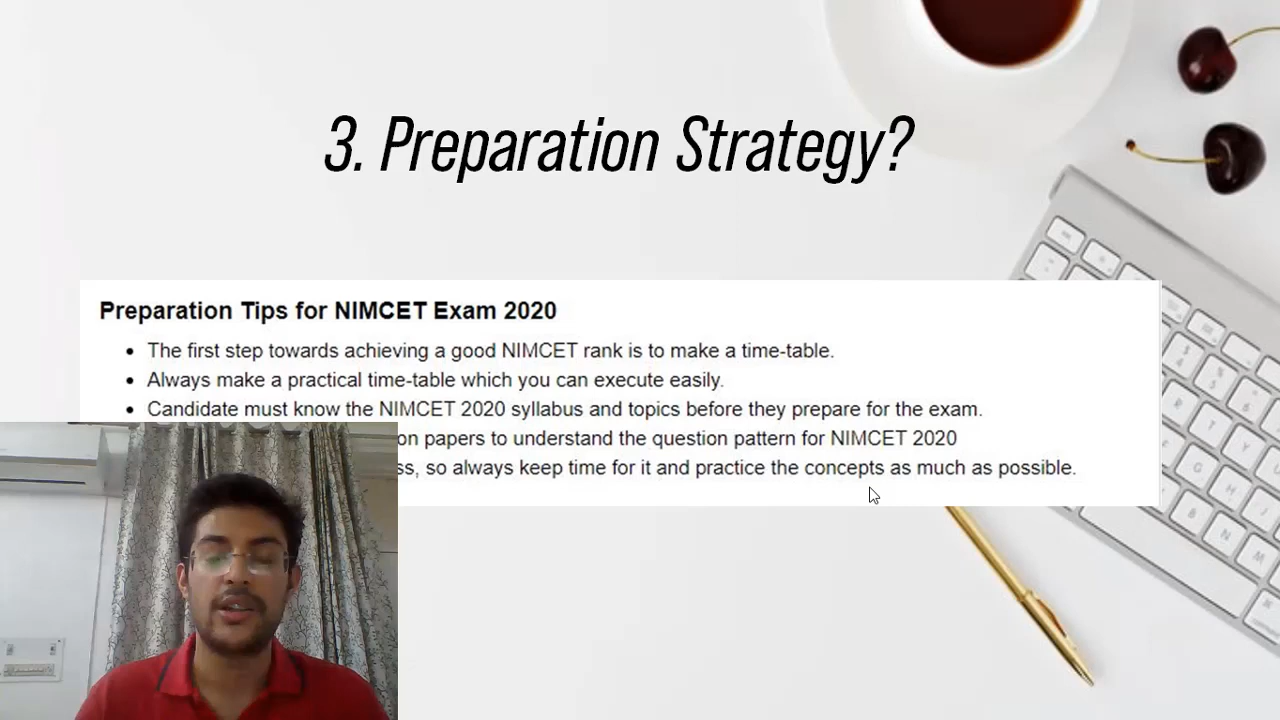 3. Preparation Strategy?
Preparation Tips for NIMCET Exam 2020
• The first step towards achieving a good NIMCET rank is to make a time-table.
• Always make a practical time-table which you can execute easily.
• Candidate must know the NIMCET 2020 syllabus and topics before they prepare for the exam.
papers to understand the question pattern for NIMCET 2020
so always keep time for it and practice the concepts as much as possible.